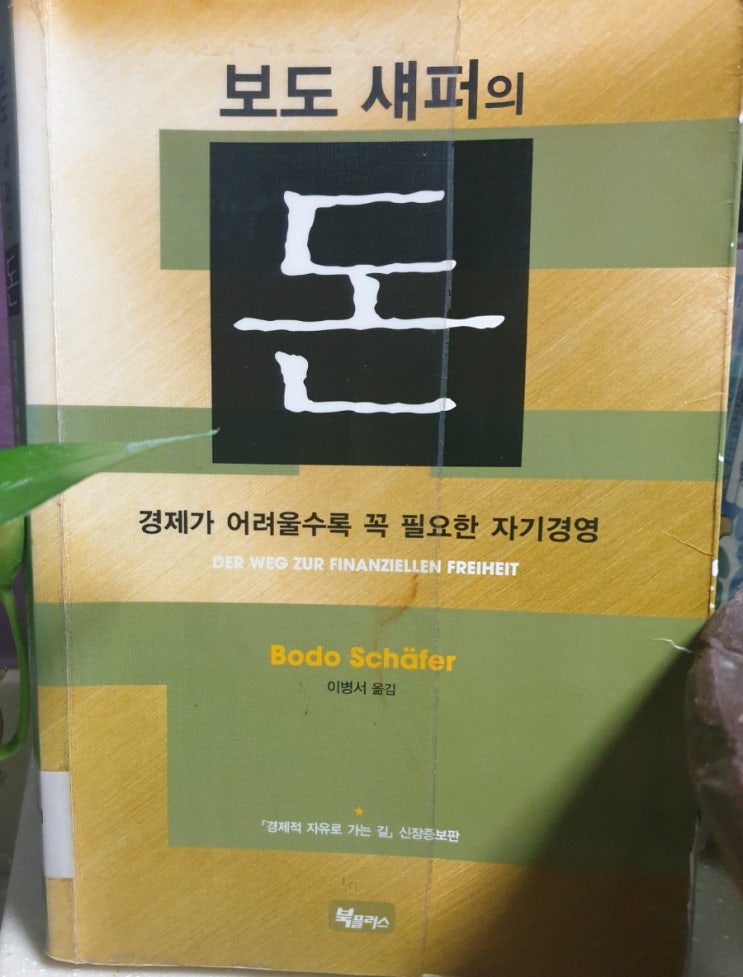 보도 섀퍼의
돈
경제가 어려울수록 꼭 필요한 자기경영
DER WEG ZUR FINANZIELLEN FREIHEIT
Bodo Schäfer
이병서 옮김
「경제적 자유로 가는 길」 신장증보판
북플러스